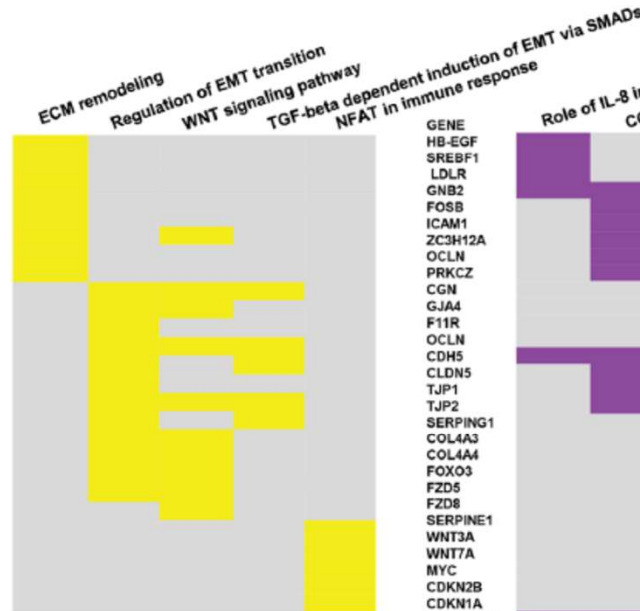 ECM remodeling
Regulation of EMT transition
WNT signaling pathway
TGF-beta dependent induction of EMT via SMADs
NFAT in immune response
Role of IL-8 in
GENE
HB-EGF
SREBF1
LDLR
GNB2
FOSB
ICAM1
ZC3H12A
OCLN
PRKCZ
CGN
GJA4
F11R
OCLN
CDH5
CLDN5
TJP1
TJP2
SERPING1
COL4A3
COL4A4
FOXO3
FZD5
FZD8
SERPINE1
WNT3A
WNT7A
MYC
CDKN2B
CDKN1A